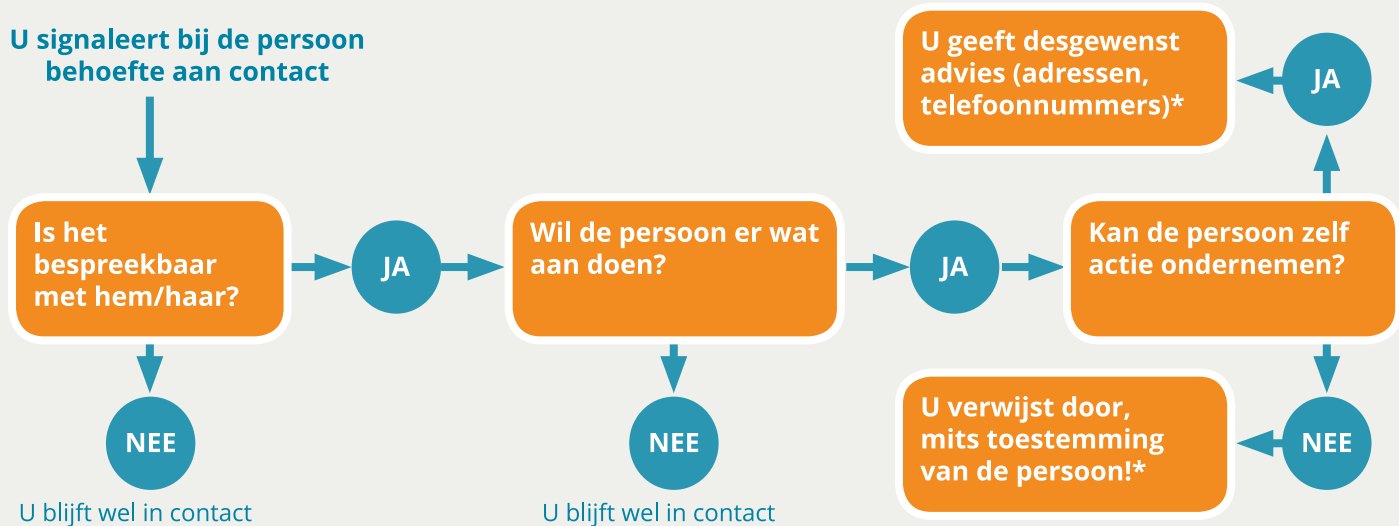 U signaleert bij de persoon
behoefte aan contact
Is het
bespreekbaar
met hem/haar?
JA
NEE
U blijft wel in contact
Wil de persoon er wat
aan doen?
JA
NEE
U blijft wel in contact
Kan de persoon zelf
actie ondernemen?
JA
U geeft desgewenst
advies (adressen,
telefoonnummers)*
NEE
U verwijst door,
mits toestemming
van de persoon!*